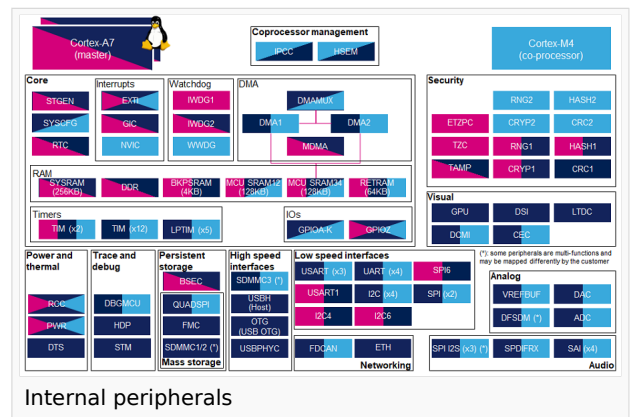 Cortex-A7
(master)
Coprocessor management
IPCC
HSEM
Cortex-M4
(co-processor)
Core
STGEN
SYSCFG
RTC
Interrupts
EXTI
GIC
NVIC
Watchdog
IWDG1
IWDG2
WWDG
DMA
DMAMUX
DMA1
DMA2
MDMA
Security
RNG2
HASH2
ETZPC
CRYP2
CRC2
TZC
RNG1
HASH1
TAMP
CRYP1
CRC1
RAM
SYSRAM
(256KB)
DDR
BKPSRAM
(4KB)
MCU SRAM12
(128KB)
MCU SRAM34
(128KB)
RETRAM
(64KB)
Timers
TIM (x2)
TIM (x12)
LPTIM (x5)
IOs
GPIOA-K
GPIOZ
Visual
GPU
DSI
LTDC
DCMI
CEC
Power and
thermal
RCC
PWR
DTS
Trace and
debug
DBGMCU
HDP
STM
Persistent
storage
BSEC
QUADSPI
FMC
SDMMC1/2 (*)
Mass storage
High speed
interfaces
SDMMC3 (*)
USBH
(Host)
OTG
(USB OTG)
USBPHYC
Low speed interfaces
USART (x3)
UART (x4)
SPI6
USART1
I2C (x4)
SPI (x2)
I2C4
I2C6
(*): some peripherals are multi-functions and
may be mapped differently by the customer
Analog
VREFBUF
DAC
DFSDM (*)
ADC
FDCAN
ETH
Networking
SPI I2S (x3) (*)
SPDIFRX
SAI (x4)
Audio
Internal peripherals